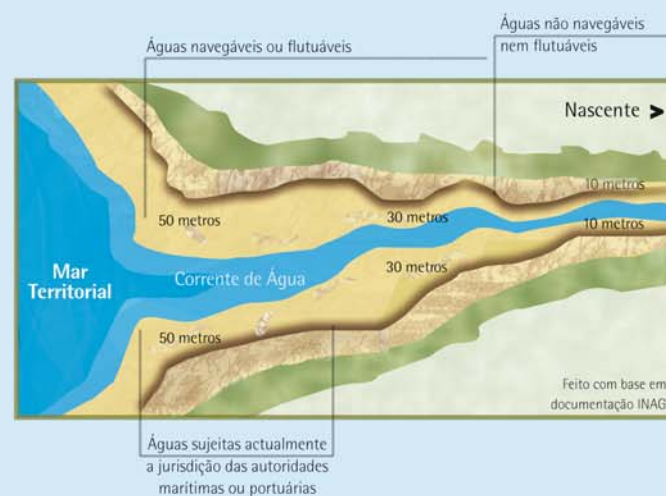 Águas navegáveis ou flutuáveis
Águas não navegáveis
nem flutuáveis
Nascente >
10 metros
50 metros
30 metros
10 metros
Mar
Territorial
Corrente de Água
30 metros
50 metros
Feito com base em
documentação INAG
Águas sujeitas actualmente
a jurisdição das autoridades
marítimas ou portuárias